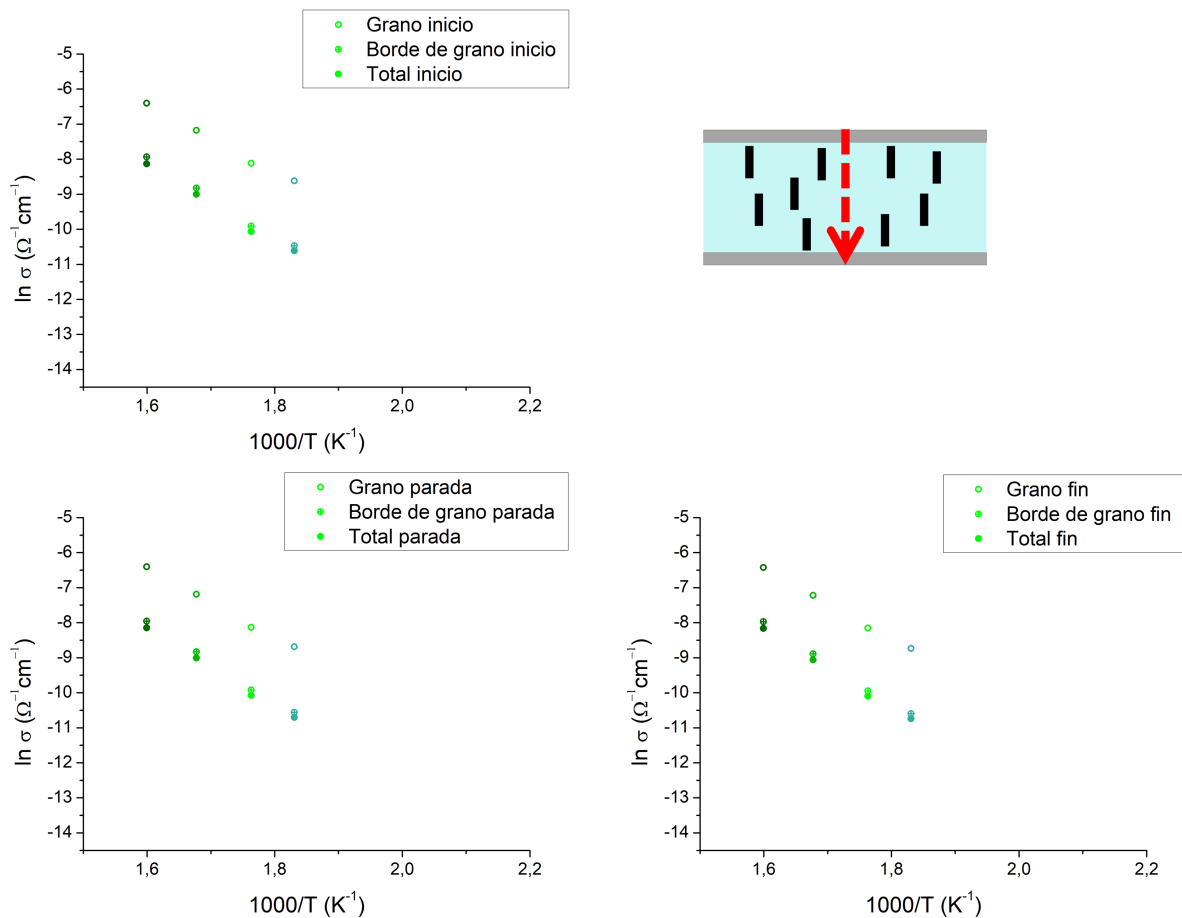 Grano inicio
Borde de grano inicio
Total inicio
-5
-6
-7
-8
-9
-10
-11
-12
-13
-14
ln σ (Ω⁻¹cm⁻¹)
1,6 1,8 2,0 2,2
1000/T (K⁻¹)
Grano parada
Borde de grano parada
Total parada
-5
-6
-7
-8
-9
-10
-11
-12
-13
-14
ln σ (Ω⁻¹cm⁻¹)
1,6 1,8 2,0 2,2
1000/T (K⁻¹)
Grano fin
Borde de grano fin
Total fin
-5
-6
-7
-8
-9
-10
-11
-12
-13
-14
ln σ (Ω⁻¹cm⁻¹)
1,6 1,8 2,0 2,2
1000/T (K⁻¹)